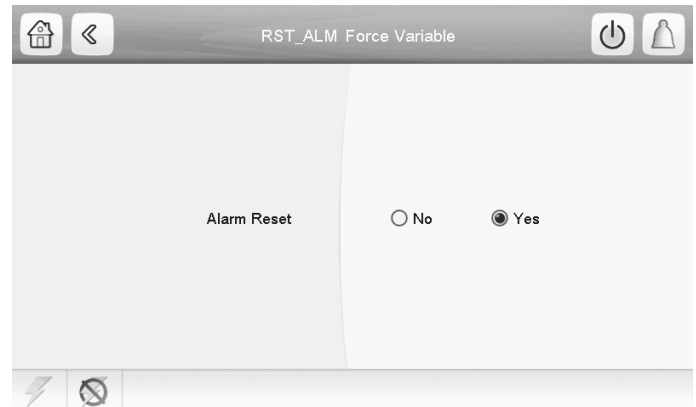 RST_ALM Force Variable
Alarm Reset No Yes